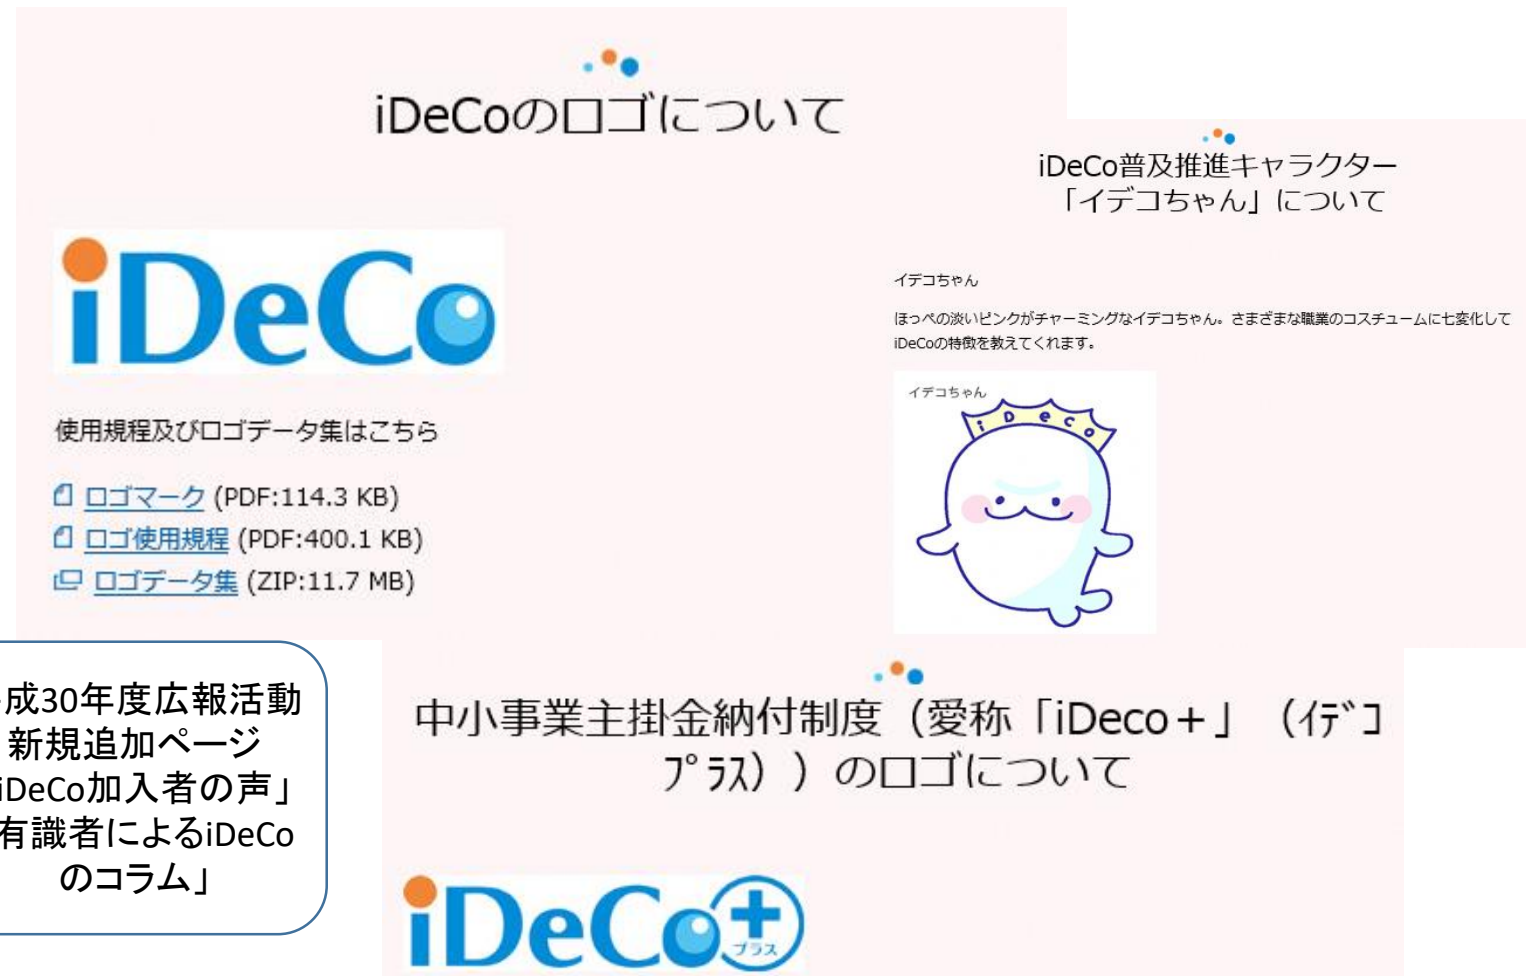 iDeCoのロゴについて
iDeCo
使用規程及びロゴデータ集はこちら
ロゴマーク (PDF:114.3 KB)
ロゴ使用規程 (PDF:400.1 KB)
ロゴデータ集 (ZIP:11.7 MB)
iDeCo普及推進キャラクター
「イデコちゃん」について
イデコちゃん
ほっぺの淡いピンクがチャーミングなイデコちゃん。さまざまな職業のコスチュームに七変化して
iDeCoの特徴を教えてくれます。
イデコちゃん
iDeCo
成30年度広報活動
新規追加ページ
iDeCo加入者の声」
有識者によるiDeCo
のコラム」
中小事業主掛金納付制度（愛称「iDeco＋」（ｲﾃﾞｺ
ﾌﾟﾗｽ））のロゴについて
iDeCo+
プラス